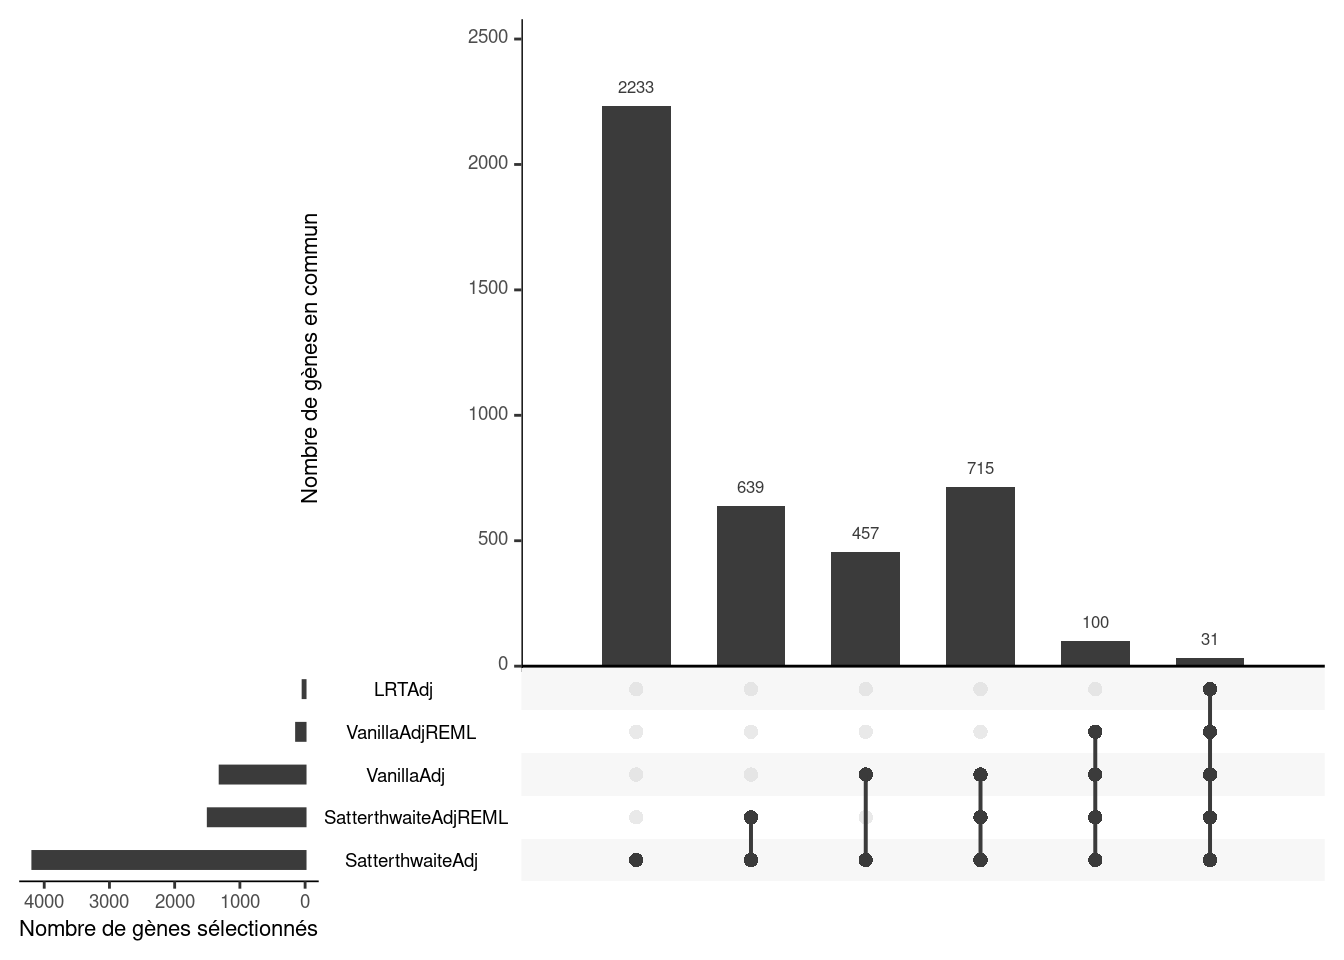 2500
2000
1500
1000
500
0
Nombre de gènes en commun
2233
639
457
715
100
31
LRTAdj
VanillaAdjREML
VanillaAdj
SatterthwaiteAdjREML
SatterthwaiteAdj
4000 3000 2000 1000 0
Nombre de gènes sélectionnés